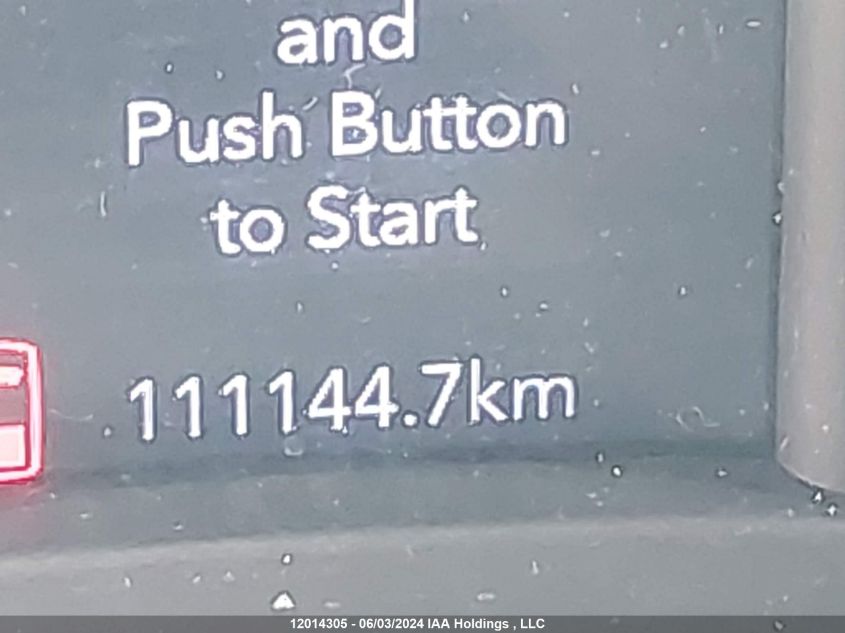 and
Push Button
to Start
111144.7km
12014305 - 06/03/2024 IAA Holdings , LLC